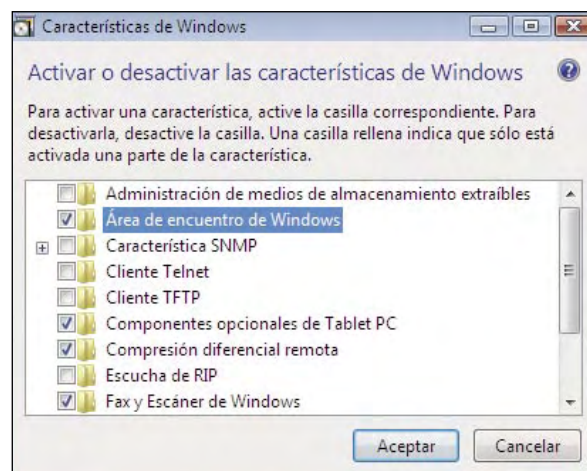 Características de Windows
Activar o desactivar las características de Windows
Para activar una característica, active la casilla correspondiente. Para
desactivarla, desactive la casilla. Una casilla rellena indica que sólo está
activada una parte de la característica.
Administración de medios de almacenamiento extraíbles
Área de encuentro de Windows
Característica SNMP
Cliente Telnet
Cliente TFTP
Componentes opcionales de Tablet PC
Compresión diferencial remota
Escucha de RIP
Fax y Escáner de Windows
Aceptar
Cancelar